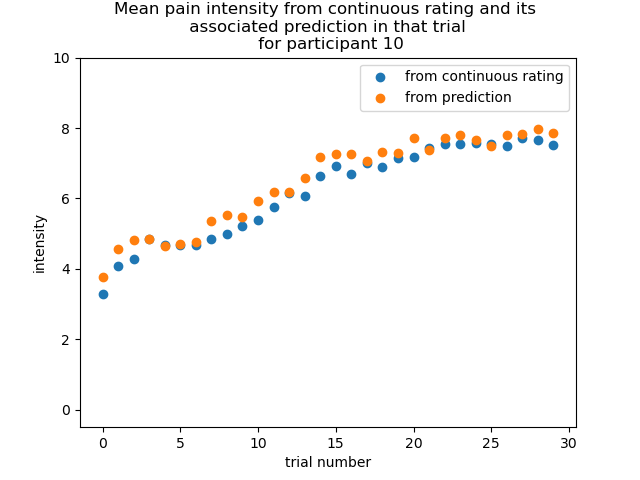 Mean pain intensity from continuous rating and its
associated prediction in that trial
for participant 10
from continuous rating
from prediction
10
8
6
4
2
0
intensity
0 5 10 15 20 25 30
trial number